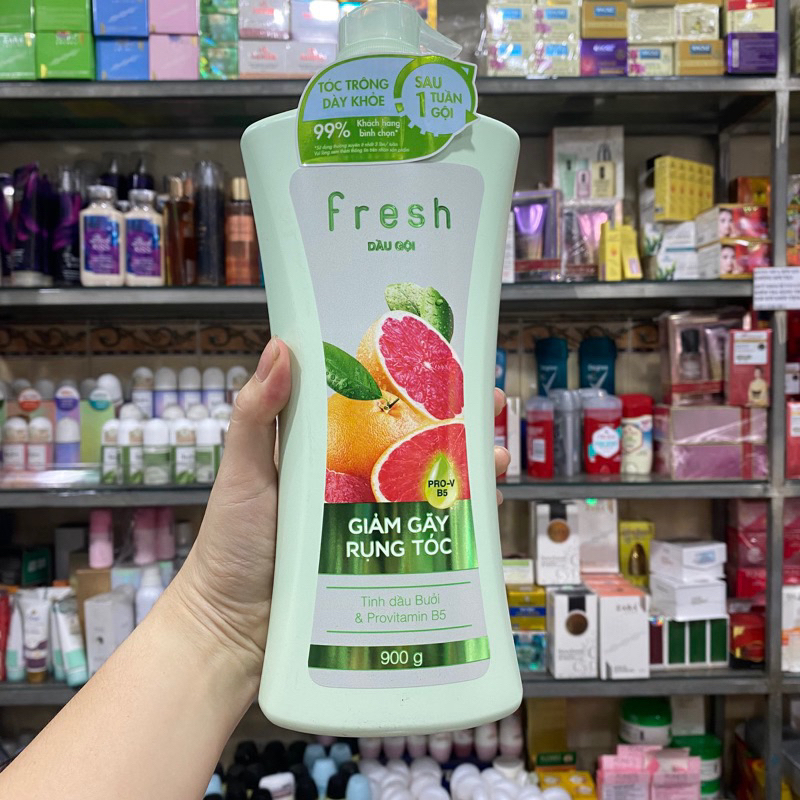 TÓC TRÔNG
DÀY KHỎE
99% Khách hàng
bình chọn*
SAU
1 TUẦN
GỘI
fresh
DẦU GỘI
PRO-V
B5
GIẢM GÃY
RỤNG TÓC
Tinh dầu Bưởi
& Provitamin B5
900 g